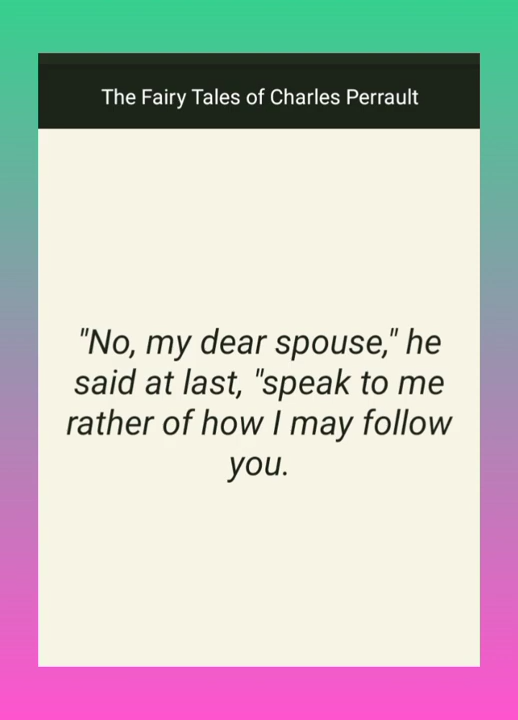 The Fairy Tales of Charles Perrault
"No, my dear spouse," he
said at last, "speak to me
rather of how I may follow
you.